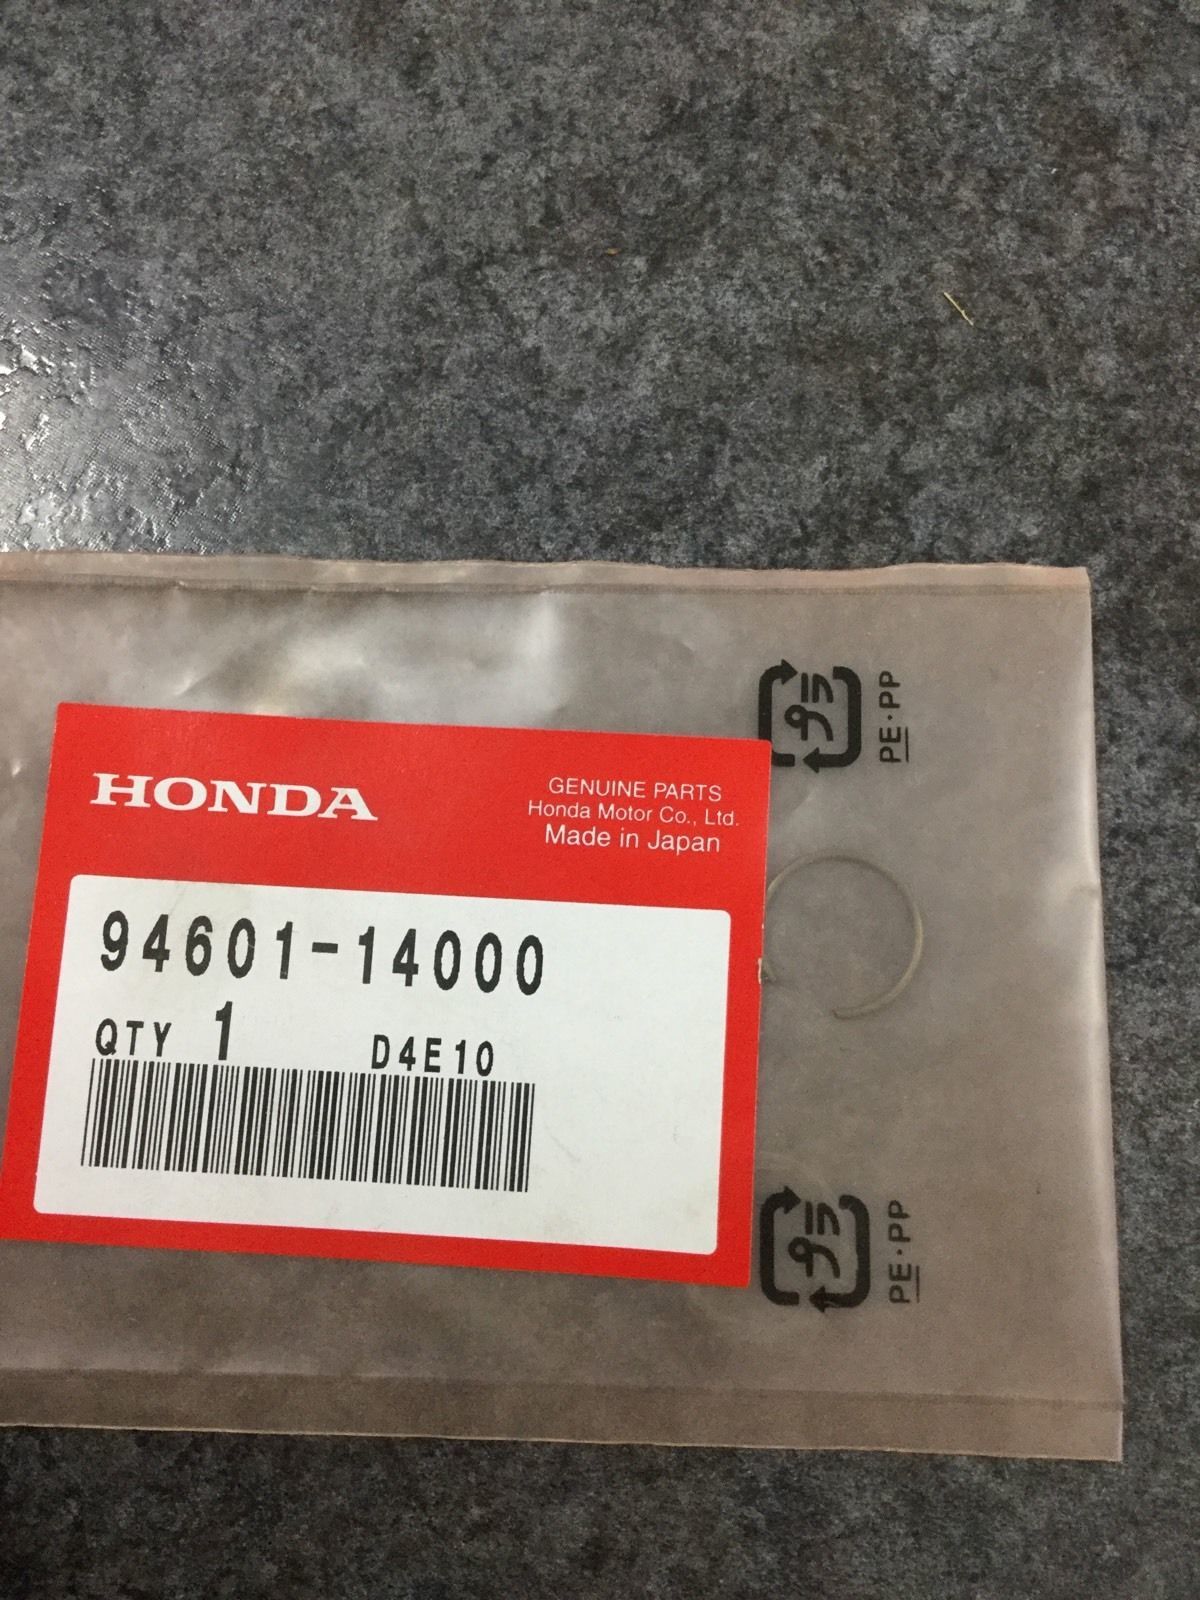 HONDA
GENUINE PARTS
Honda Motor Co., Ltd.
Made in Japan
94601-14000
QTY 1 D4E10
プラ
PE・PP
プラ
PE・PP